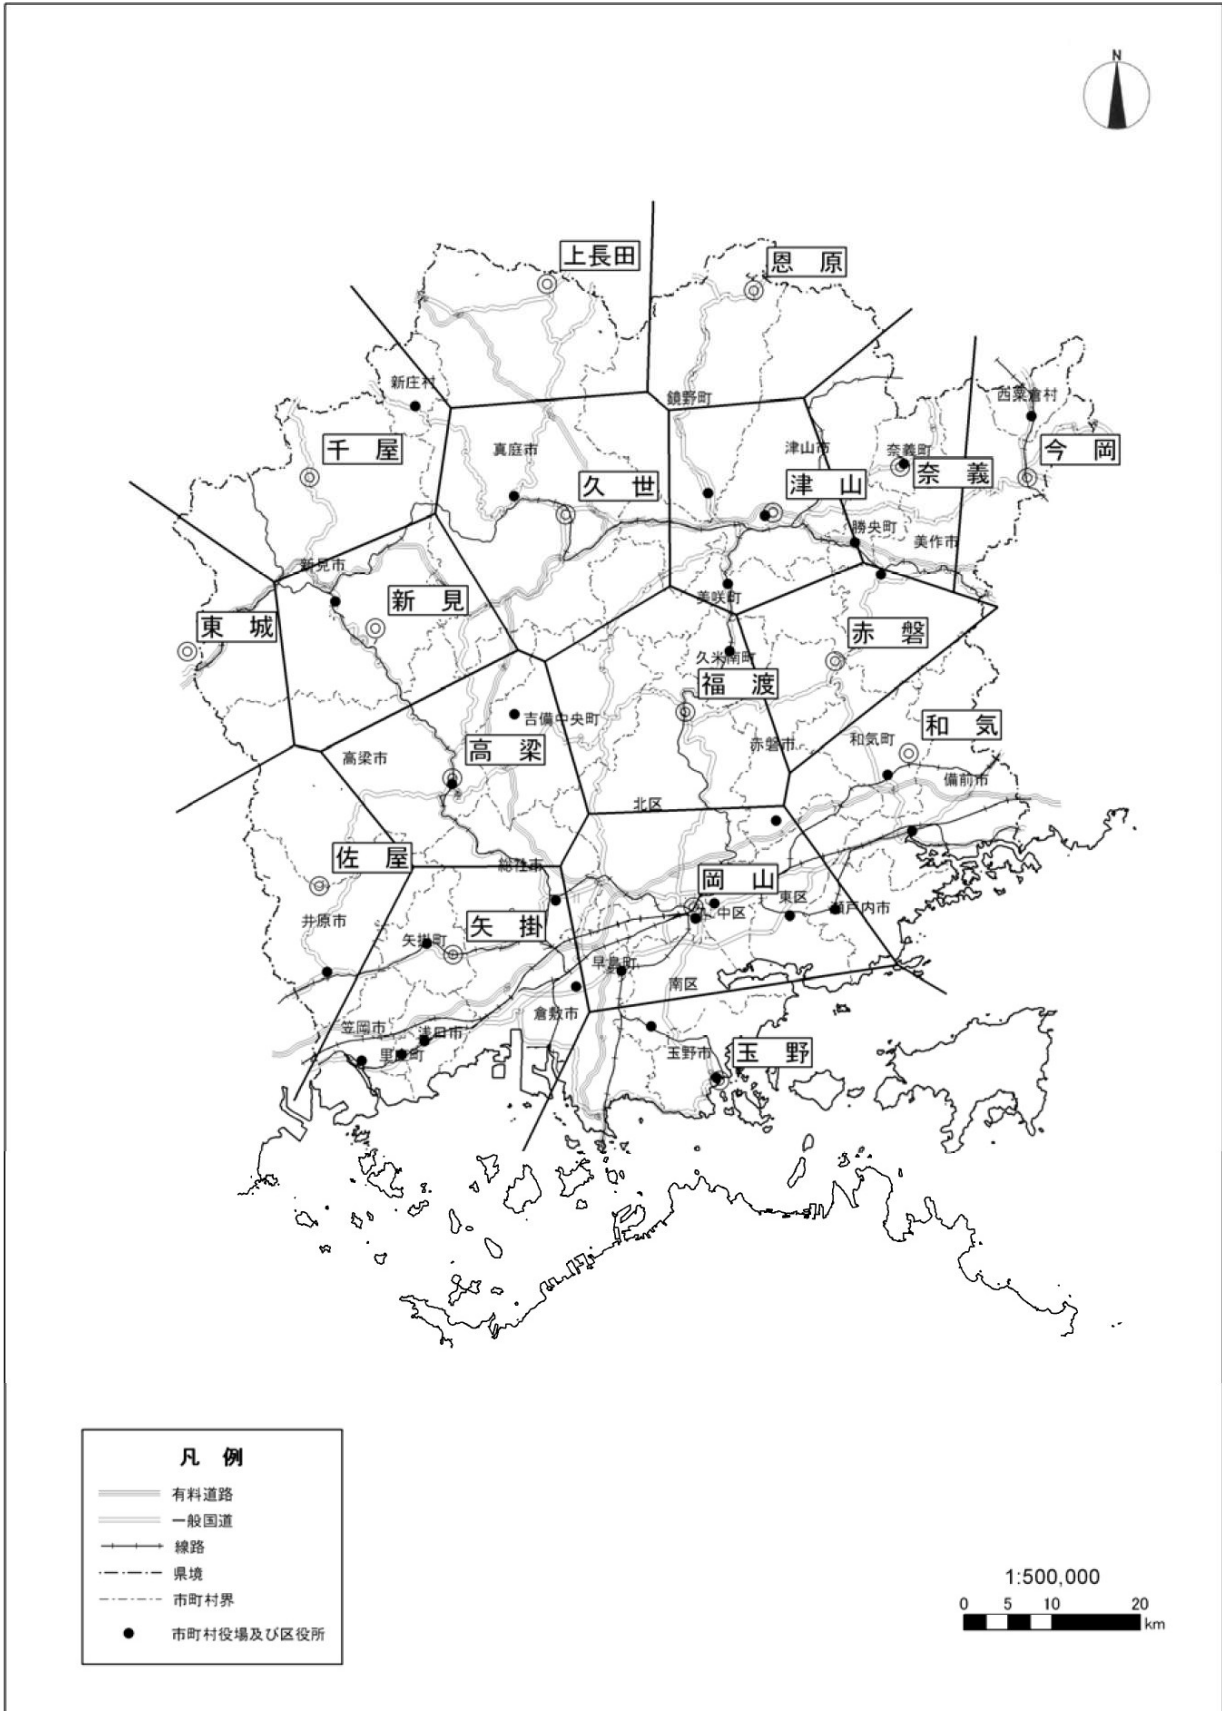 N
上長田
恩原
新庄村
鏡野町
西粟倉村
千屋
真庭市
久世
津山市
津山
奈義町
奈義
今岡
勝央町
美作市
新見市
新見
美咲町
東城
赤磐
久米南町
福渡
吉備中央町
高梁市
高梁
赤磐市
和気町
和気
備前市
北区
佐屋
総社市
岡山
井原市
矢掛町
矢掛
中区
東区
瀬戸内市
早島町
南区
倉敷市
笠岡市
浅口市
里庄町
玉野市
玉野
凡例
有料道路
一般国道
線路
県境
市町村界
市町村役場及び区役所
1:500,000
0 5 10 20
km